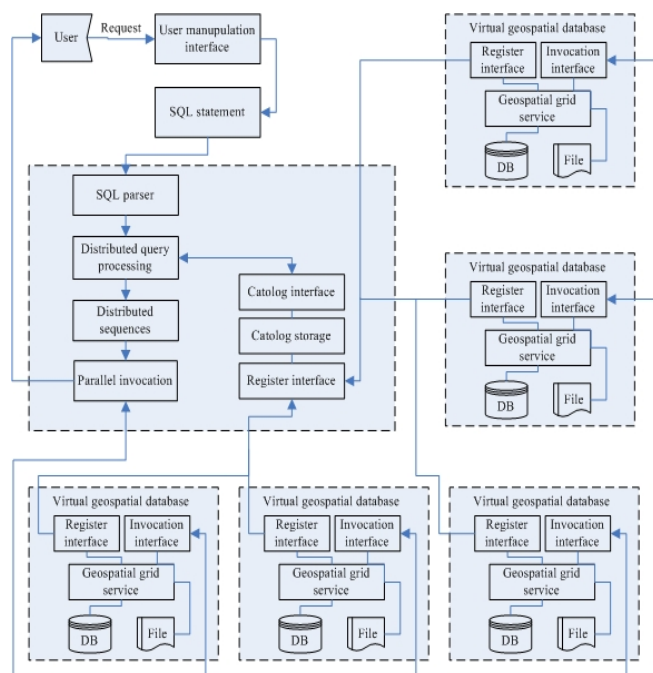 User
Request
User manupulation
interface
SQL statement
SQL parser
Distributed query
processing
Distributed
sequences
Parallel invocation
Catolog interface
Catolog storage
Register interface
Virtual geospatial database
Register
interface
Invocation
interface
Geospatial grid
service
DB
File
Virtual geospatial database
Register
interface
Invocation
interface
Geospatial grid
service
DB
File
Virtual geospatial database
Register
interface
Invocation
interface
Geospatial grid
service
DB
File
Virtual geospatial database
Register
interface
Invocation
interface
Geospatial grid
service
DB
File
Virtual geospatial database
Register
interface
Invocation
interface
Geospatial grid
service
DB
File